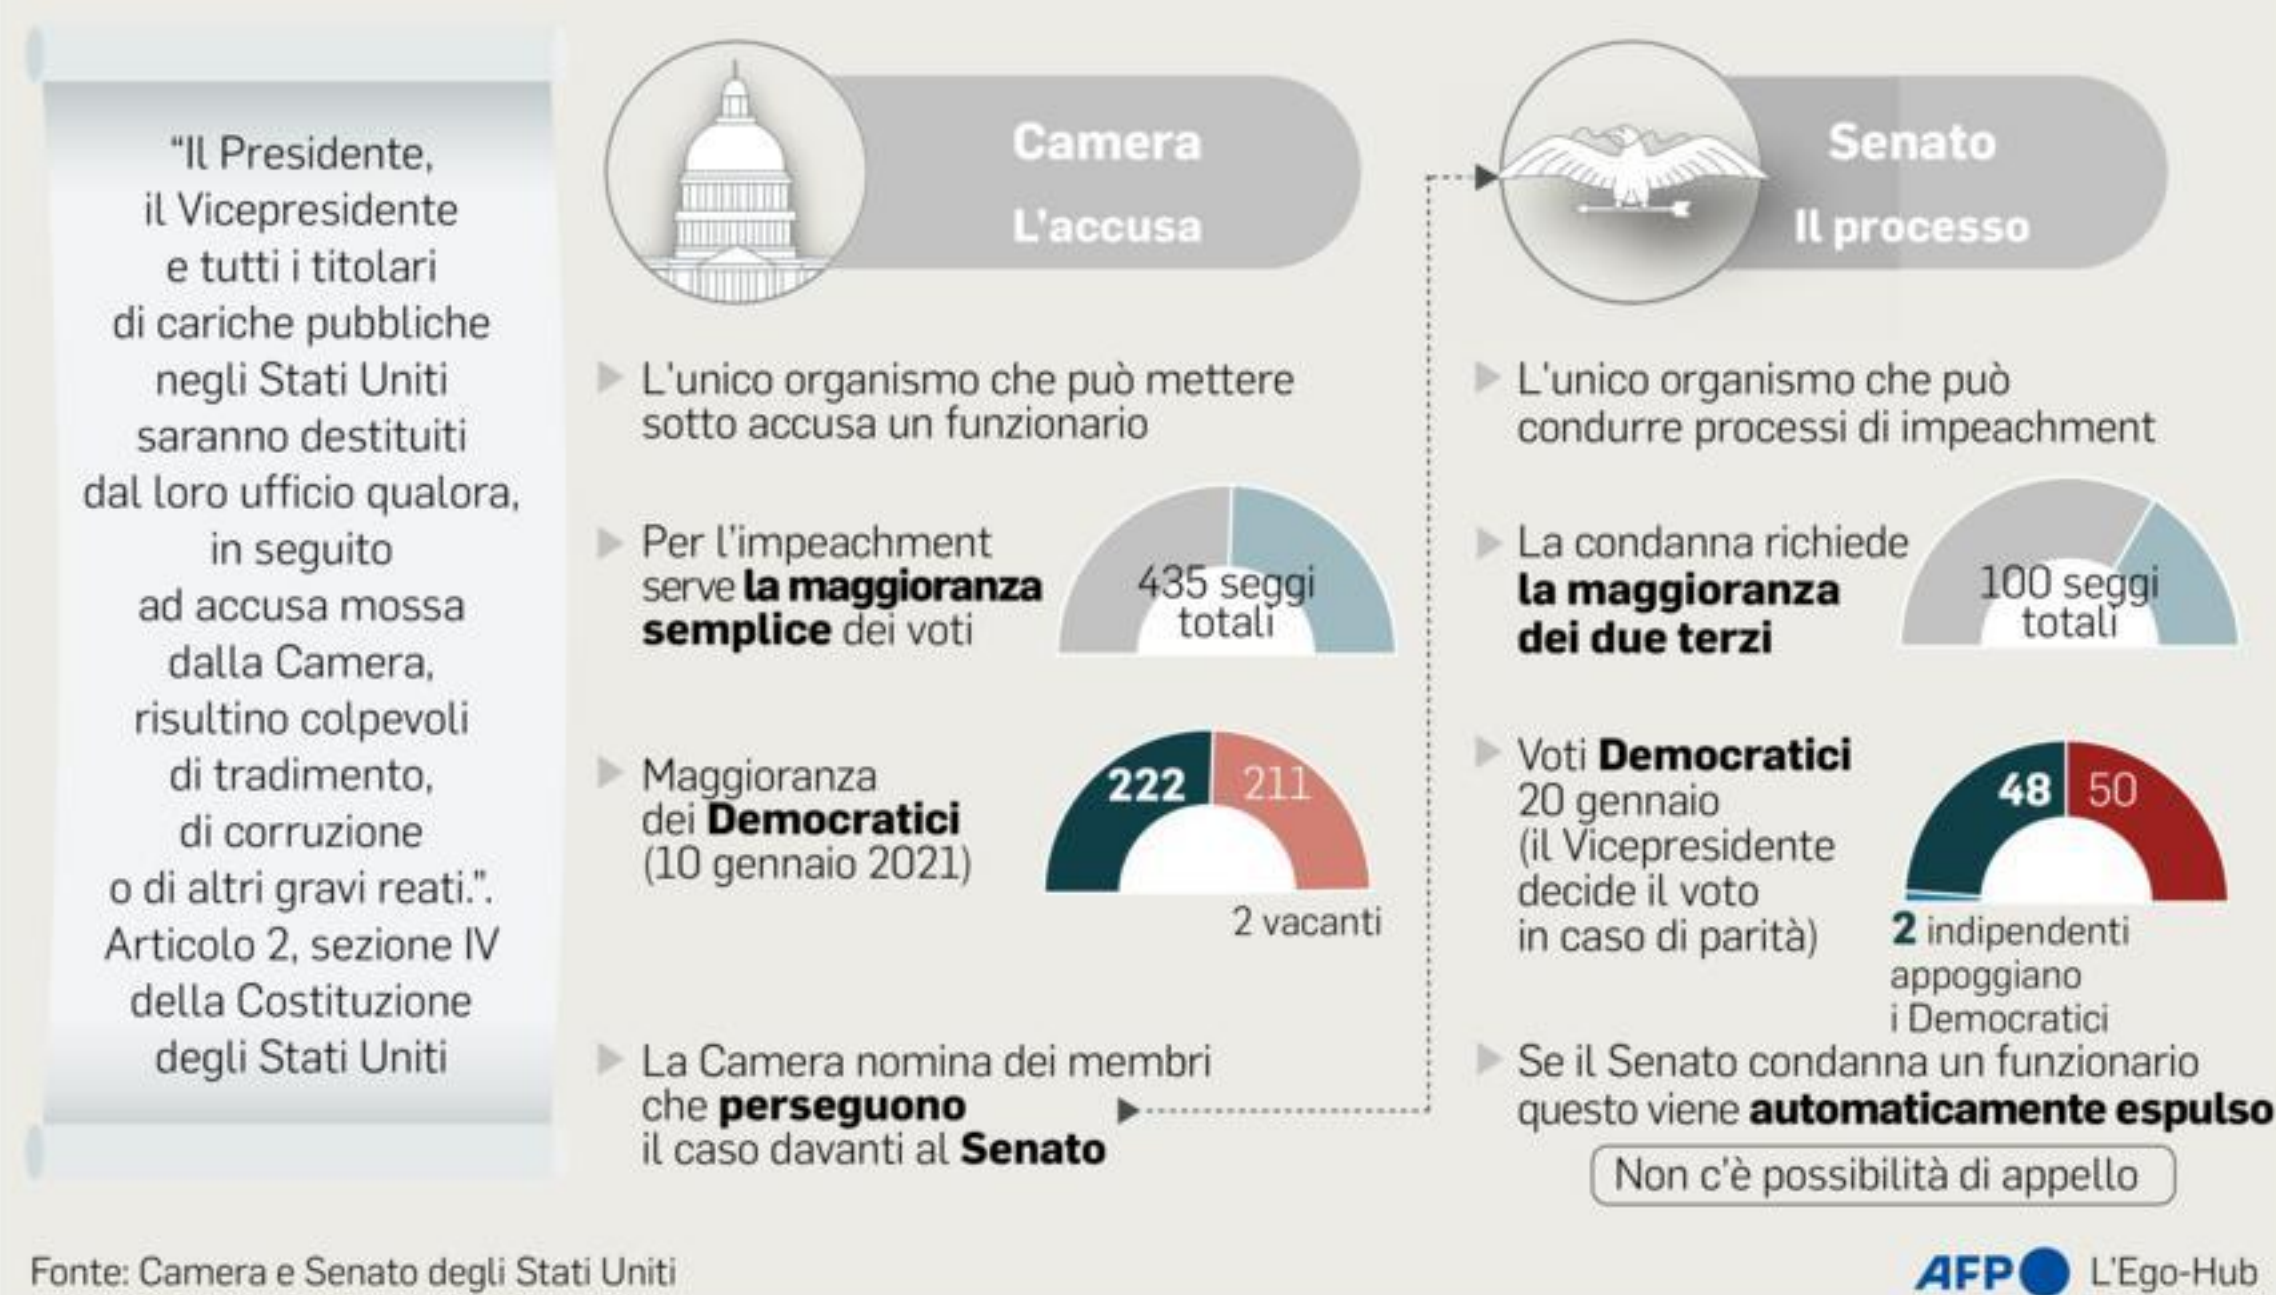 “Il Presidente,
il Vicepresidente
e tutti i titolari
di cariche pubbliche
negli Stati Uniti
saranno destituiti
dal loro ufficio qualora,
in seguito
ad accusa mossa
dalla Camera,
risultino colpevoli
di tradimento,
di corruzione
o di altri gravi reati.”.
Articolo 2, sezione IV
della Costituzione
degli Stati Uniti
Camera
L'accusa
L'unico organismo che può mettere
sotto accusa un funzionario
Per l'impeachment
serve la maggioranza
semplice dei voti
435 seggi
totali
Maggioranza
dei Democratici
(10 gennaio 2021)
222
211
2 vacanti
La Camera nomina dei membri
che perseguono
il caso davanti al Senato
Senato
Il processo
L'unico organismo che può
condurre processi di impeachment
La condanna richiede
la maggioranza
dei due terzi
100 seggi
totali
Voti Democratici
20 gennaio
(il Vicepresidente
decide il voto
in caso di parità)
48
50
2 indipendenti
appoggiano
i Democratici
Se il Senato condanna un funzionario
questo viene automaticamente espulso
Non c'è possibilità di appello
Fonte: Camera e Senato degli Stati Uniti
AFP L'Ego-Hub